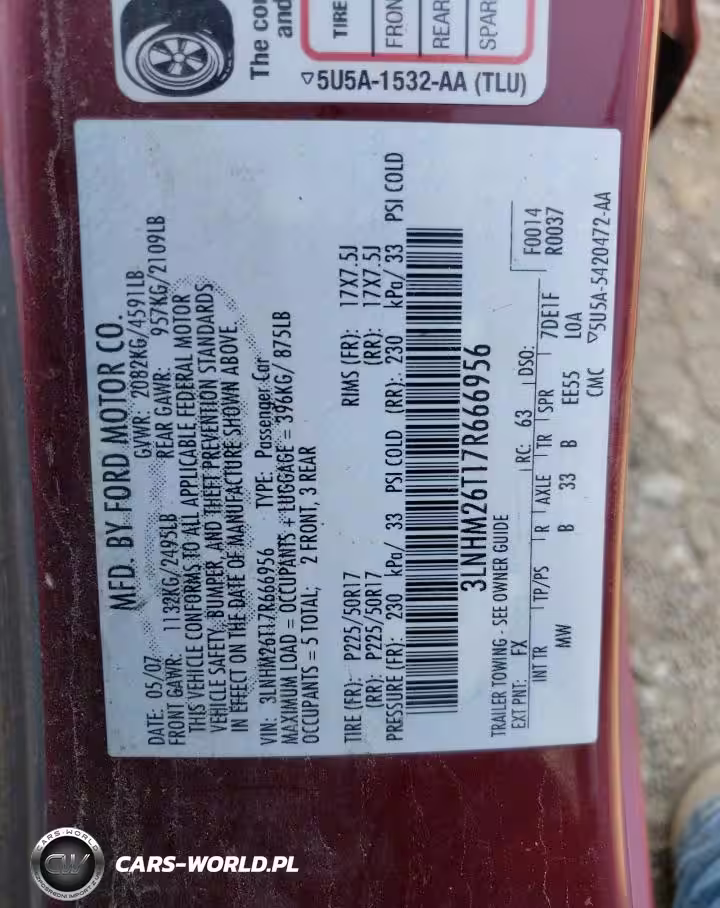 The co
and
TIRE
FRON
REAR
SPAR
▽5U5A-1532-AA (TLU)
MFD. BY FORD MOTOR CO.
DATE: 05/07 GVWR: 2082KG/4591LB
FRONT GAWR: 1132KG/2495LB REAR GAWR: 957KG/2109LB
THIS VEHICLE CONFORMS TO ALL APPLICABLE FEDERAL MOTOR
VEHICLE SAFETY, BUMPER, AND THEFT PREVENTION STANDARDS
IN EFFECT ON THE DATE OF MANUFACTURE SHOWN ABOVE.
VIN: 3LNHM26T17R666956 TYPE: Passenger Car
MAXIMUM LOAD = OCCUPANTS + LUGGAGE = 396KG/ 875LB
OCCUPANTS = 5 TOTAL; 2 FRONT, 3 REAR
TIRE (FR): P225/50R17 RIMS (FR): 17X7.5J
(RR): P225/50R17 (RR): 17X7.5J
PRESSURE (FR): 230 kPa/ 33 PSI COLD (RR): 230 kPa/ 33 PSI COLD
3LNHM26T17R666956
TRAILER TOWING - SEE OWNER GUIDE
F0014
R0037
EXT PNT: FX RC: 63 DSO:
INT TR TP/PS R AXLE TR SPR 7DE1F
MW B 33 B EE55 L0A
CMC ▽5U5A-5420472-AA
CARS-WORLD
CW
CARS-WORLD.PL